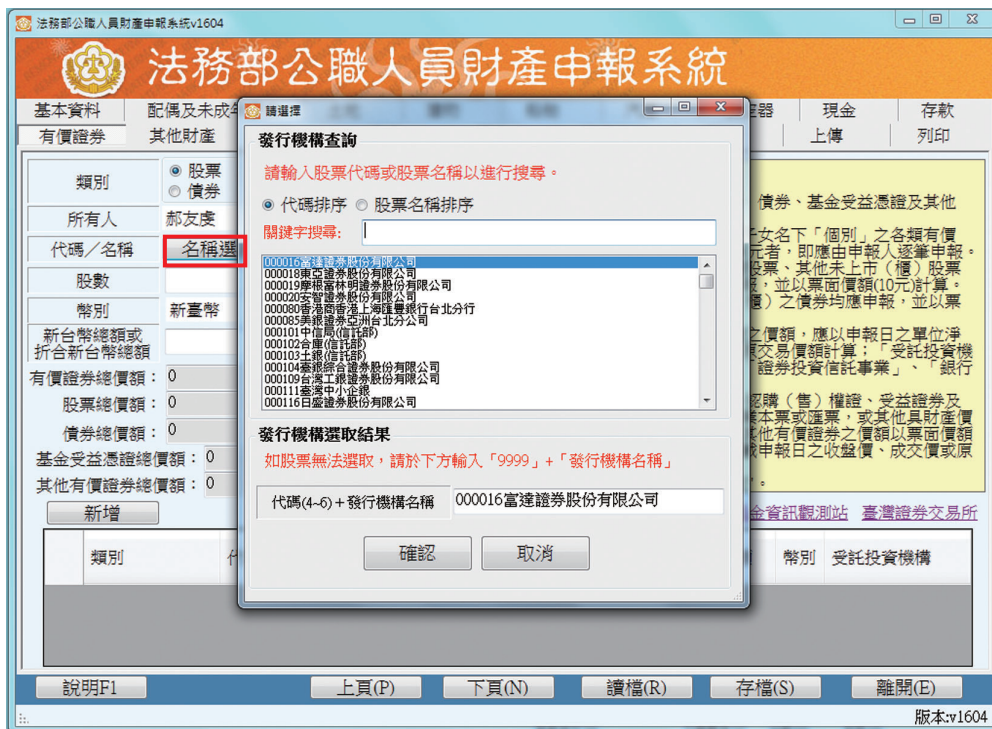 法務部公職人員財產申報系統v1604
法務部公職人員財產申報系統
基本資料
配偶及未成年
現金
存款
有價證券
其他財產
上傳
列印
類別
股票
債券
所有人
郝友虔
代碼／名稱
名稱選
股數
幣別
新臺幣
新台幣總額或
折合新台幣總額
有價證券總價額： 0
股票總價額： 0
債券總價額： 0
基金受益憑證總價額： 0
其他有價證券總價額： 0
新增
請選擇
發行機構查詢
請輸入股票代碼或股票名稱以進行搜尋。
代碼排序
股票名稱排序
關鍵字搜尋:
000016富達證券股份有限公司
000018東亞證券股份有限公司
000019摩根富林明證券股份有限公司
000020安智證券股份有限公司
000080香港商香港上海匯豐銀行台北分行
000085美銀證券亞洲台北分公司
000101中信局(信託部)
000102合庫(信託部)
000103土銀(信託部)
000104臺銀綜合證券股份有限公司
000109台灣工銀證券股份有限公司
000111臺灣中小企銀
000116日盛證券股份有限公司
發行機構選取結果
如股票無法選取，請於下方輸入「9999」+「發行機構名稱」
代碼(4~6)+發行機構名稱
000016富達證券股份有限公司
確認
取消
債券、基金受益憑證及其他
女名下「個別」之各類有價
元者，即應由申報人逐筆申報。
股票、其他未上市（櫃）股票
，並以票面價額(10元)計算。
）之債券均應申報，並以票
之價額，應以申報日之單位淨
交易價額計算；「受託投資機
證券投資信託事業」、「銀行
認購（售）權證、受益證券及
本票或匯票，或其他具財產價
其他有價證券之價額以票面價額
申報日之收盤價、成交價或原
。
金資訊觀測站
臺灣證券交易所
類別
幣別
受託投資機構
說明F1
上頁(P)
下頁(N)
讀檔(R)
存檔(S)
離開(E)
版本:v1604